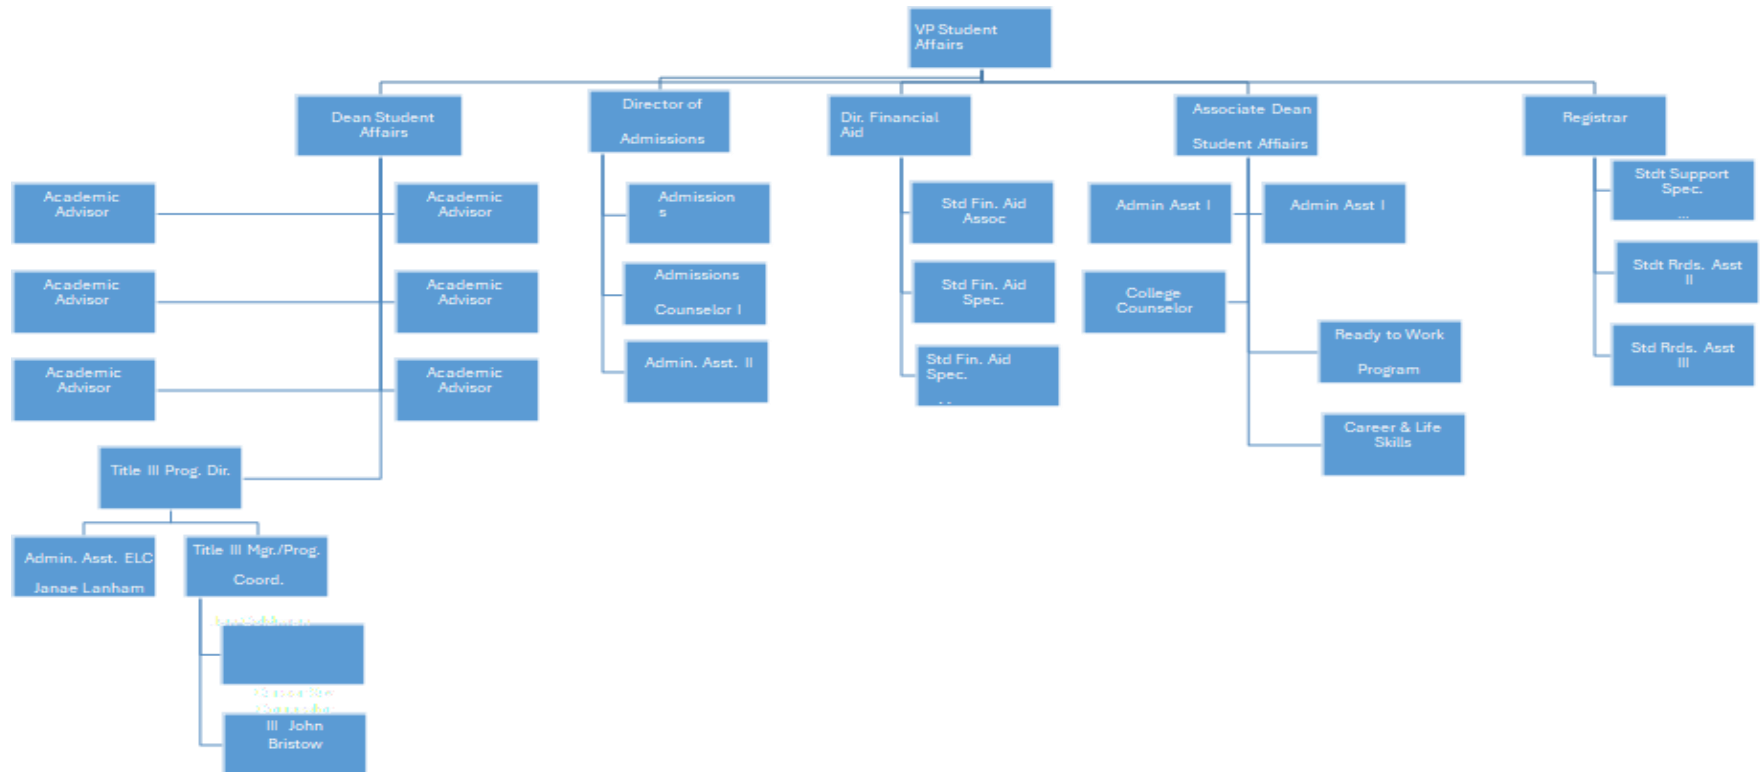 VP Student
Affairs
Dean Student
Affairs
Director of
Admissions
Dir. Financial
Aid
Associate Dean
Student Affiairs
Registrar
Academic
Advisor
Academic
Advisor
Academic
Advisor
Academic
Advisor
Academic
Advisor
Academic
Advisor
Title III Prog. Dir.
Admin. Asst. ELC
Janae Lanham
Title III Mgr./Prog.
Coord.
III John
Bristow
Admission
s
Admissions
Counselor I
Admin. Asst. II
Std Fin. Aid
Assoc
Std Fin. Aid
Spec.
Std Fin. Aid
Spec.
Admin Asst I
Admin Asst I
College
Counselor
Ready to Work
Program
Career & Life
Skills
Stdt Support
Spec.
...
Stdt Rrds. Asst
II
Std Rrds. Asst
III